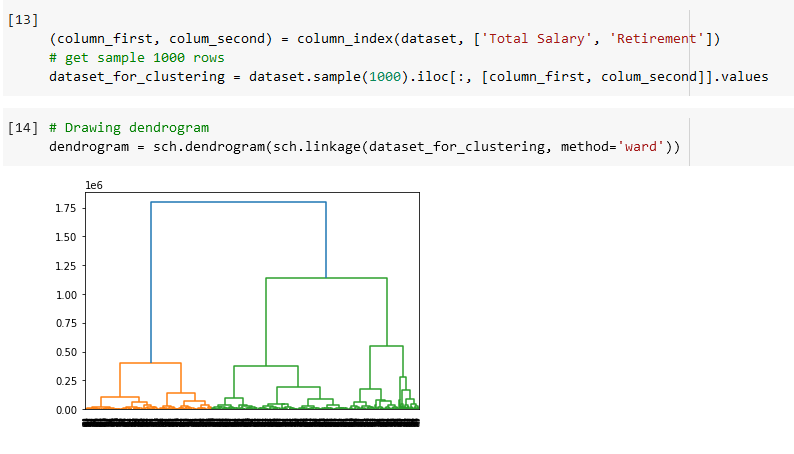 [13]
(column_first, colum_second) = column_index(dataset, ['Total Salary', 'Retirement'])
# get sample 1000 rows
dataset_for_clustering = dataset.sample(1000).iloc[:, [column_first, colum_second]].values
[14] # Drawing dendrogram
dendrogram = sch.dendrogram(sch.linkage(dataset_for_clustering, method='ward'))
1e6
1.75
1.50
1.25
1.00
0.75
0.50
0.25
0.00